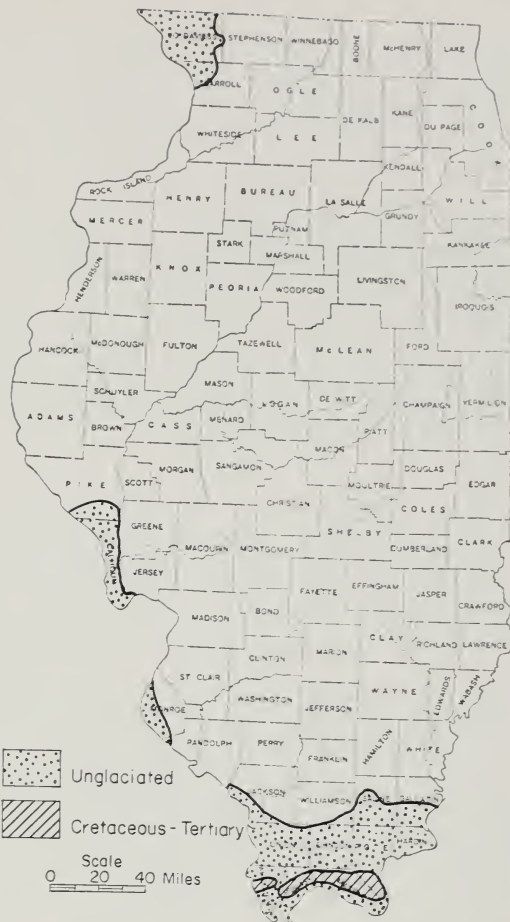 STEPHENSON WINNEBAGO BOONE McHENRY LAKE
CARROLL OGLE DE KALB KANE
DU PAGE
WHITESIDE LEE
KENDALL
ROCK ISLAND HENRY BUREAU LA SALLE WILL
GRUNDY
MERCER PUTNAM
STARK MARSHALL KANKAKEE
HENDERSON WARREN KNOX
PEORIA WOODFORD LIVINGSTON
IROQUOIS
HANCOCK McDONOUGH FULTON TAZEWELL McLEAN FORD
MASON
SCHUYLER LOGAN DE WITT CHAMPAIGN VERMILION
ADAMS BROWN CASS MENARD PIATT
MACON
PIKE SCOTT MORGAN SANGAMON DOUGLAS EDGAR
MOULTRIE
CHRISTIAN COLES
GREENE SHELBY CLARK
CALHOUN MACOUPIN MONTGOMERY CUMBERLAND
JERSEY EFFINGHAM
FAYETTE JASPER CRAWFORD
MADISON BOND
CLAY RICHLAND LAWRENCE
CLINTON MARION
ST CLAIR WAYNE EDWARDS WABASH
WASHINGTON JEFFERSON
MONROE
RANDOLPH PERRY HAMILTON WHITE
FRANKLIN
JACKSON WILLIAMSON
Unglaciated
HARDIN
Cretaceous-Tertiary
Scale
0 20 40 Miles